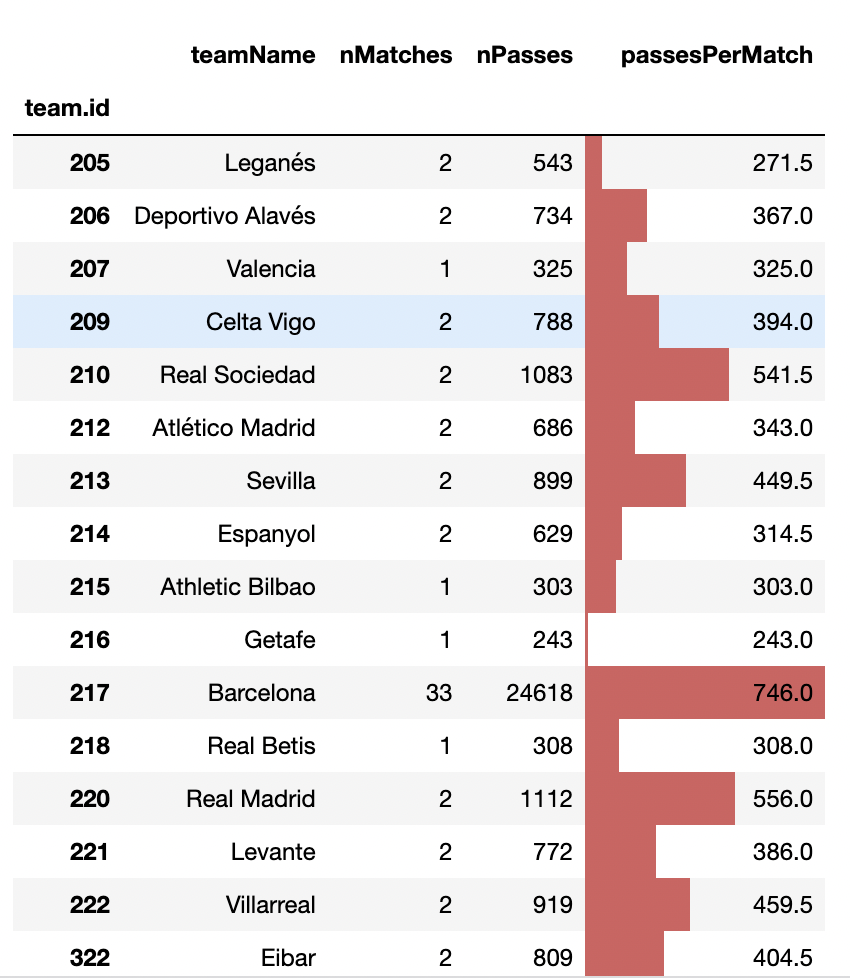 teamName nMatches nPasses passesPerMatch
team.id
205 Leganés 2 543 271.5
206 Deportivo Alavés 2 734 367.0
207 Valencia 1 325 325.0
209 Celta Vigo 2 788 394.0
210 Real Sociedad 2 1083 541.5
212 Atlético Madrid 2 686 343.0
213 Sevilla 2 899 449.5
214 Espanyol 2 629 314.5
215 Athletic Bilbao 1 303 303.0
216 Getafe 1 243 243.0
217 Barcelona 33 24618 746.0
218 Real Betis 1 308 308.0
220 Real Madrid 2 1112 556.0
221 Levante 2 772 386.0
222 Villarreal 2 919 459.5
322 Eibar 2 809 404.5